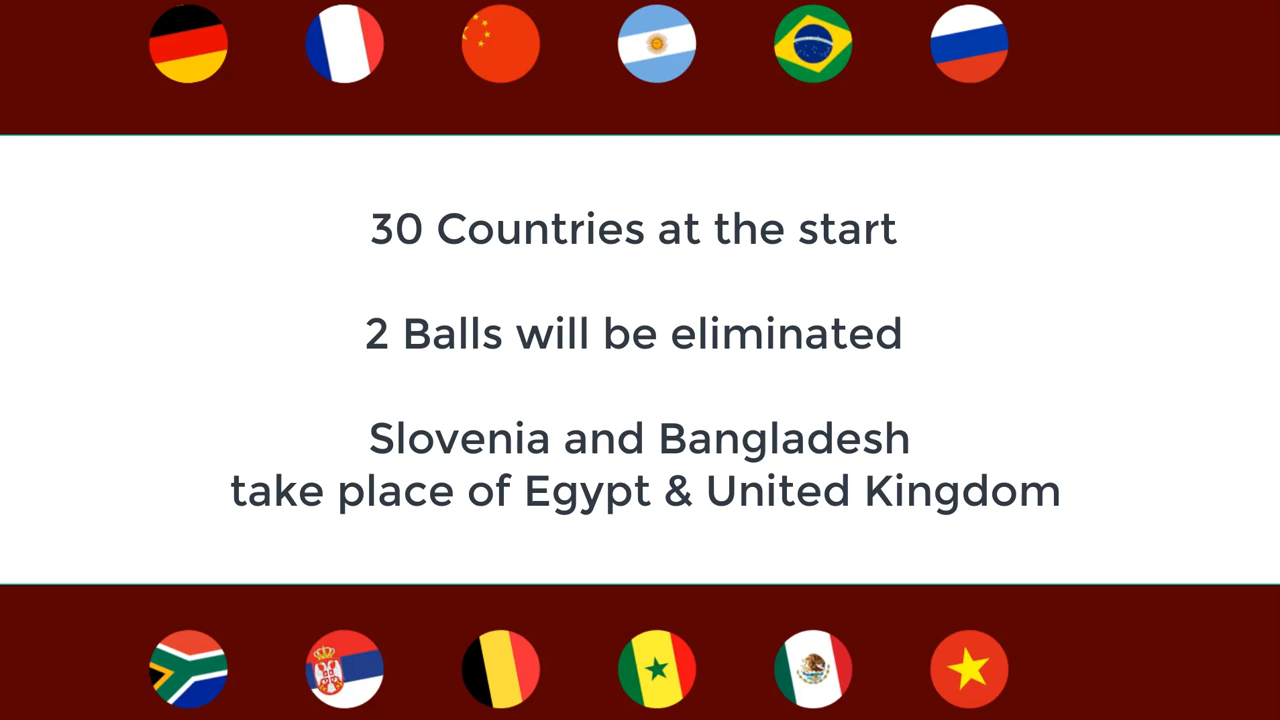 30 Countries at the start
2 Balls will be eliminated
Slovenia and Bangladesh
take place of Egypt & United Kingdom